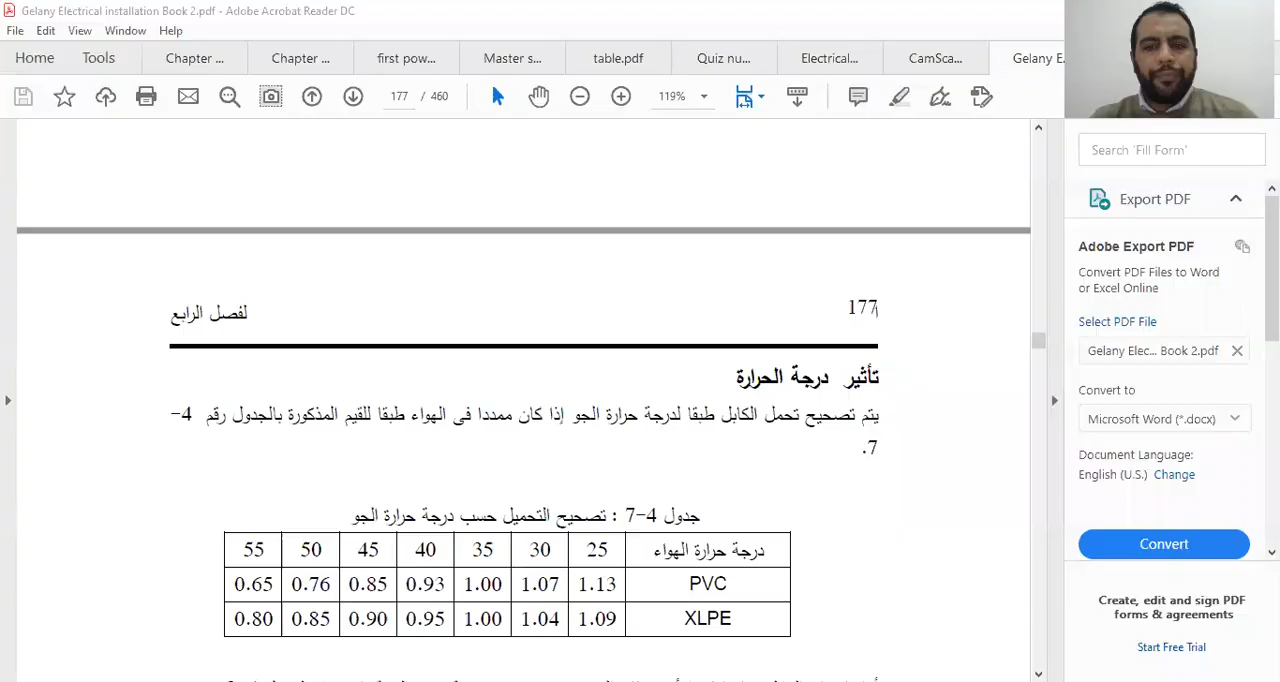 Gelany Electrical installation Book 2.pdf - Adobe Acrobat Reader DC
File Edit View Window Help
Home Tools Chapter ... Chapter ... first pow... Master s... table.pdf Quiz nu... Electrical... CamSca... Gelany E.
177 / 460 119%
177
لفصل الرابع
تأثير درجة الحرارة
يتم تصحيح تحمل الكابل طبقا لدرجة حرارة الجو إذا كان ممددا فى الهواء طبقا للقيم المذكورة بالجدول رقم 4-
7.
جدول 4-7 : تصحيح التحميل حسب درجة حرارة الجو
درجة حرارة الهواء 25 30 35 40 45 50 55
PVC 1.13 1.07 1.00 0.93 0.85 0.76 0.65
XLPE 1.09 1.04 1.00 0.95 0.90 0.85 0.80
Search 'Fill Form'
Export PDF
Adobe Export PDF
Convert PDF Files to Word
or Excel Online
Select PDF File
Gelany Elec... Book 2.pdf
Convert to
Microsoft Word (*.docx)
Document Language:
English (U.S.) Change
Convert
Create, edit and sign PDF
forms & agreements
Start Free Trial